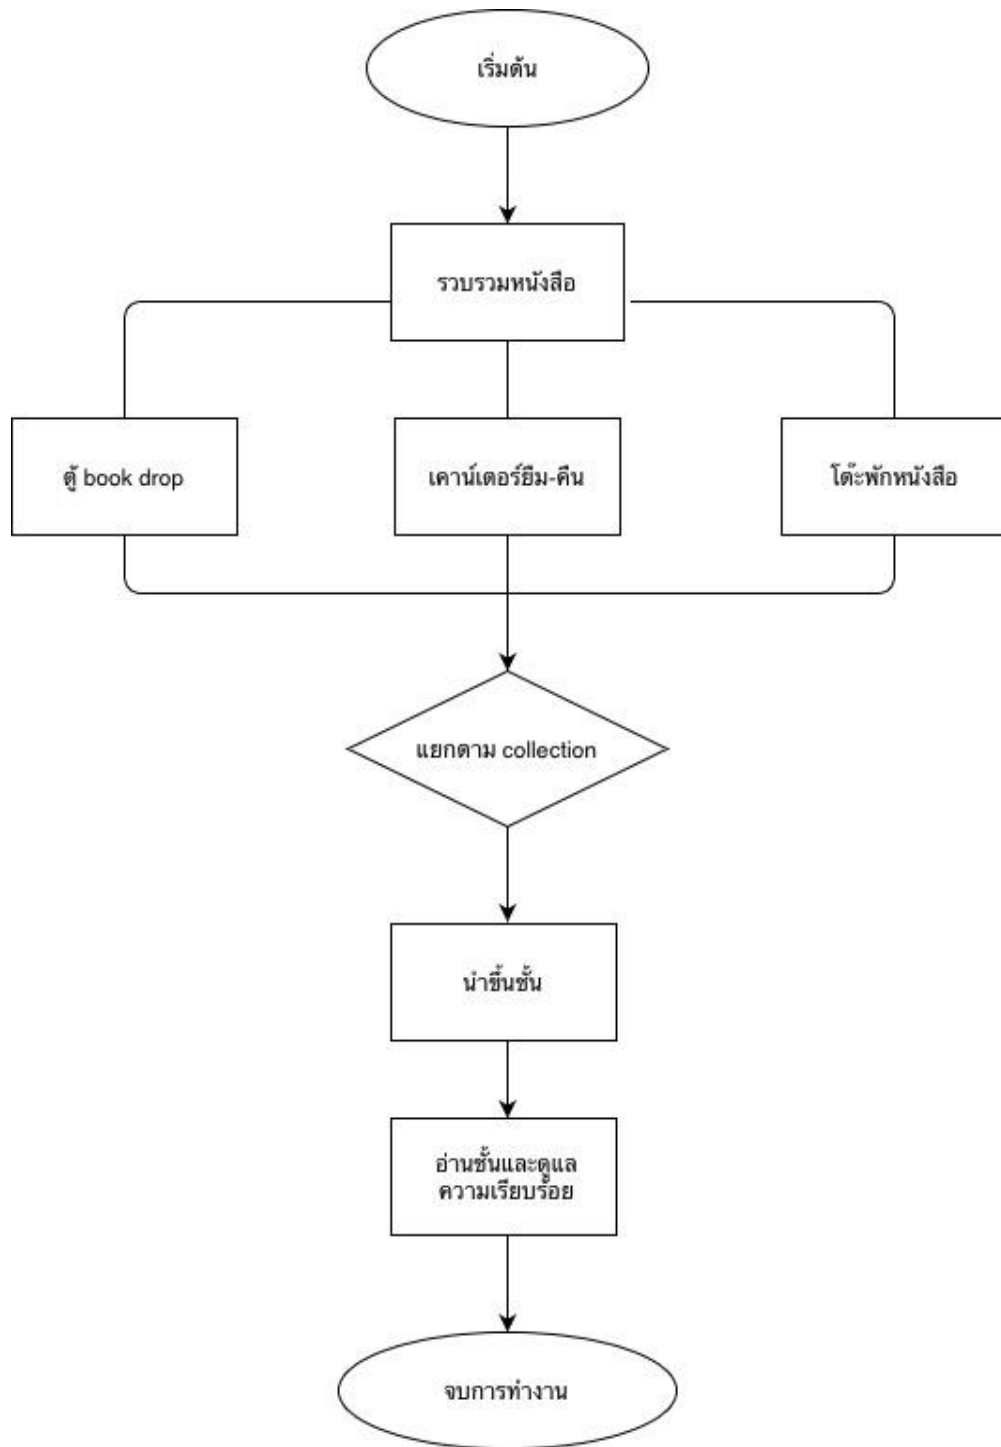 เริ่มต้น
รวบรวมหนังสือ
ตู้ book drop
เคาน์เตอร์ยืม-คืน
โต๊ะพักหนังสือ
แยกตาม collection
นำขึ้นชั้น
อ่านชั้นและดูแล
ความเรียบร้อย
จบการทำงาน